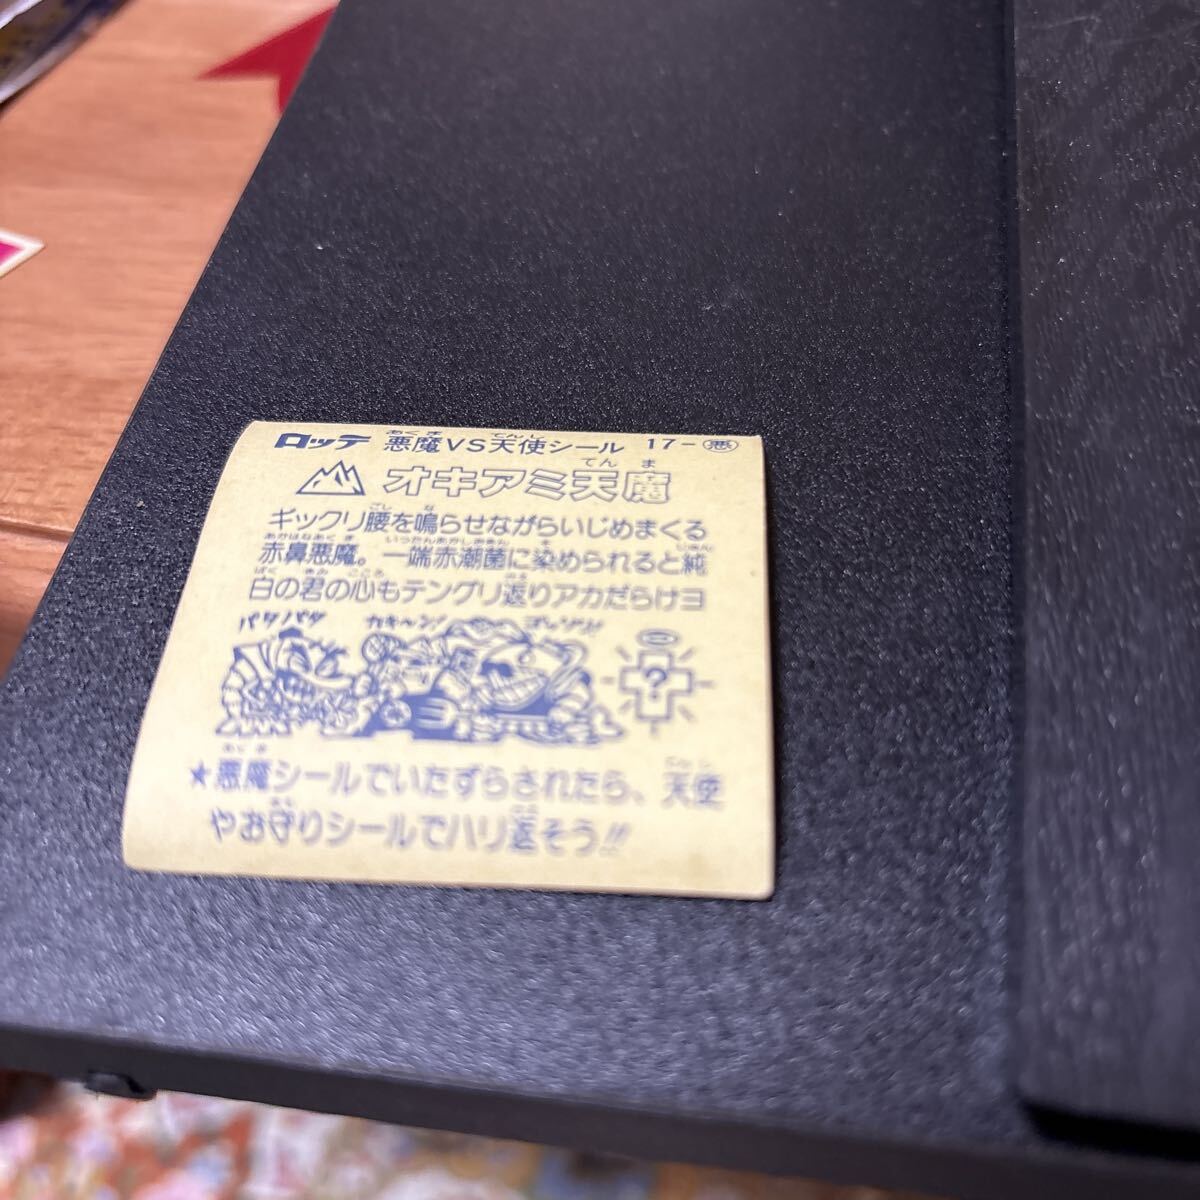 ロッテ 悪魔VS天使シール 17-悪
オキアミ天魔
ギックリ腰を鳴らせながらいじめまくる
赤鼻悪魔。一端赤潮菌に染められると純
白の君の心もテングリ返りアカだらけヨ
パタパタ カキ〜ン!
?
★悪魔シールでいたずらされたら、天使
やお守りシールでハリ返そう!!